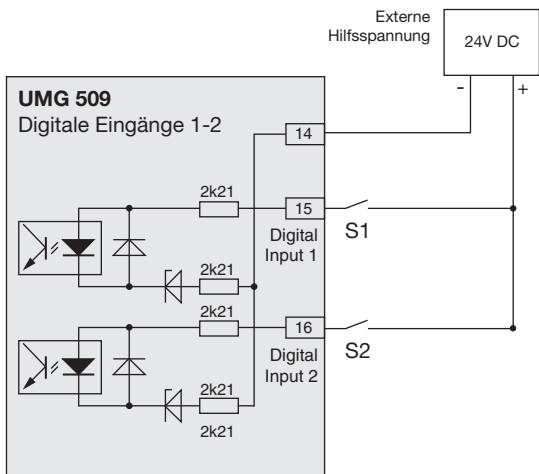 Externe
Hilfsspannung
24V DC
- +
UMG 509
Digitale Eingänge 1-2
14
2k21
15
S1
Digital
Input 1
2k21
2k21
16
S2
Digital
Input 2
2k21
2k21